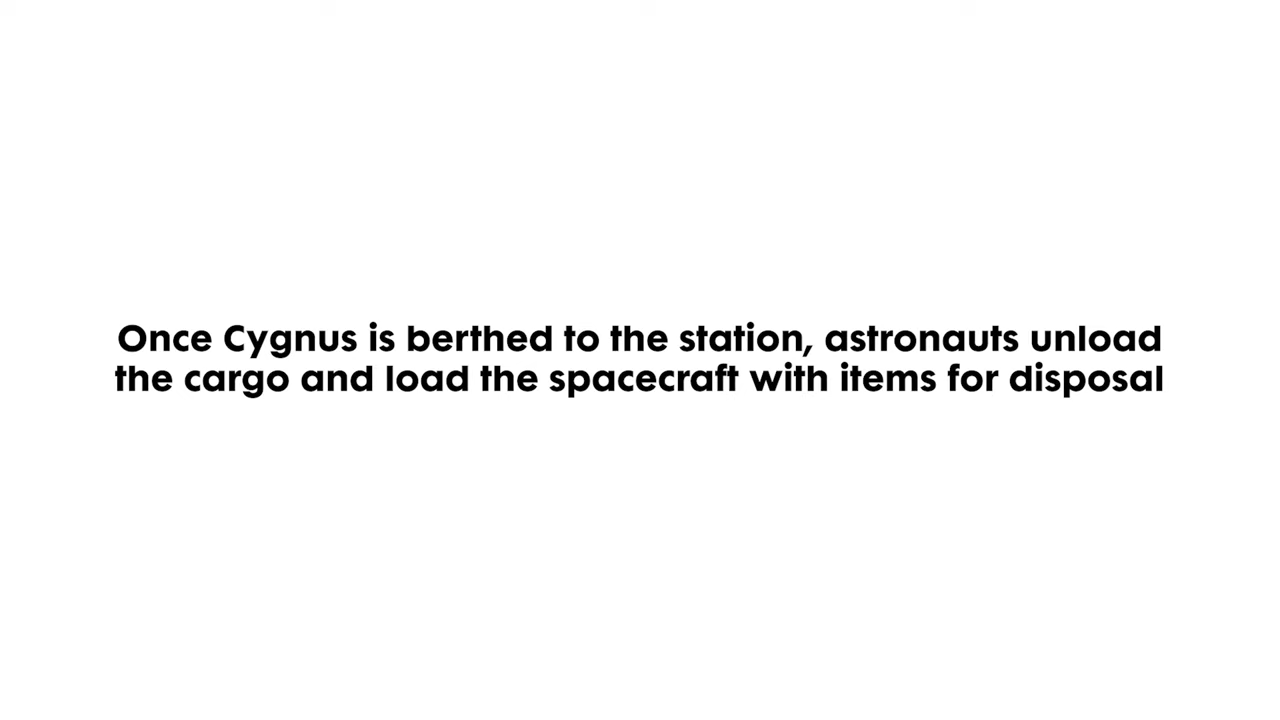 Once Cygnus is berthed to the station, astronauts unload
the cargo and load the spacecraft with items for disposal